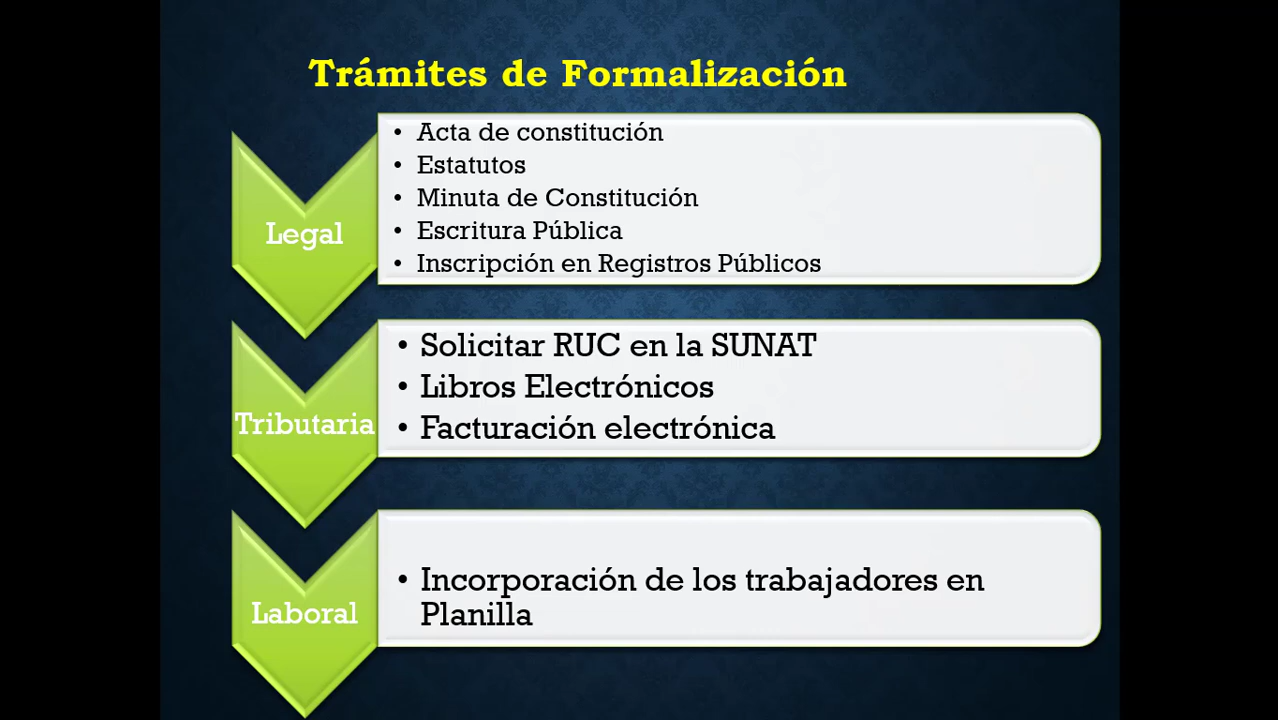 Trámites de Formalización
Legal
• Acta de constitución
• Estatutos
• Minuta de Constitución
• Escritura Pública
• Inscripción en Registros Públicos
Tributaria
• Solicitar RUC en la SUNAT
• Libros Electrónicos
• Facturación electrónica
Laboral
• Incorporación de los trabajadores en
Planilla